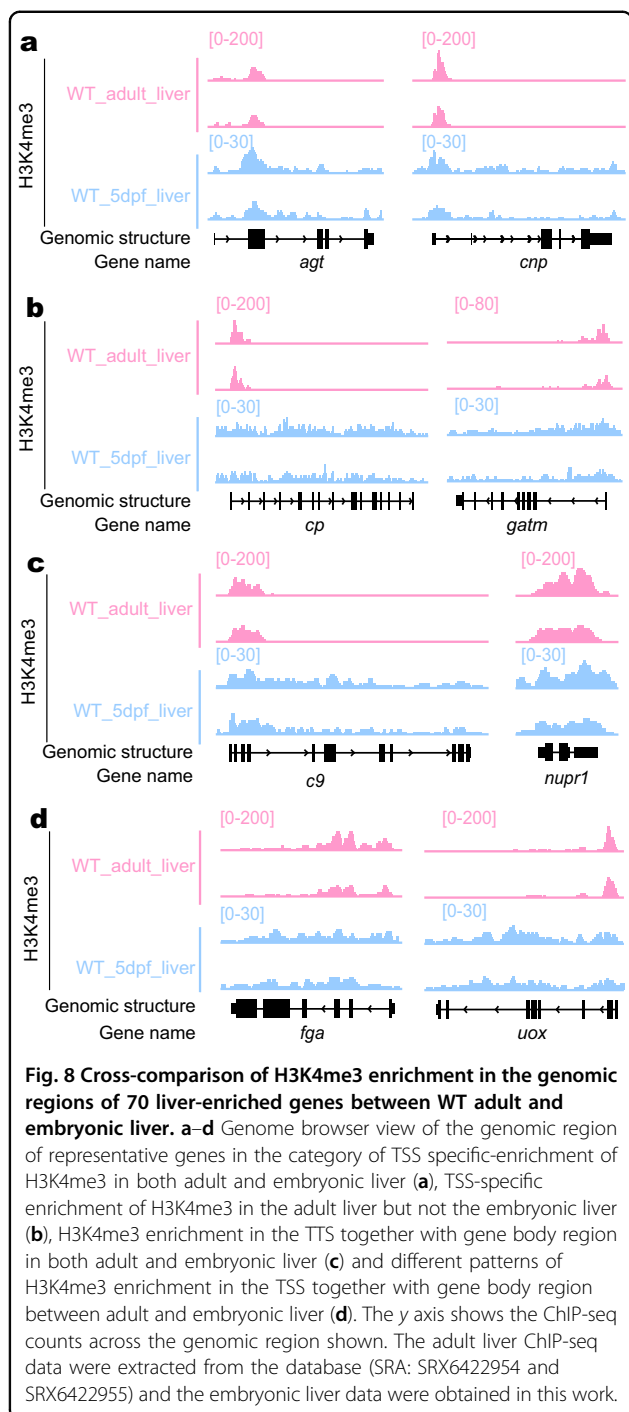 a
H3K4me3
[0-200]
[0-200]
WT_adult_liver
[0-30]
[0-30]
WT_5dpf_liver
Genomic structure
Gene name
agt
cnp
b
H3K4me3
[0-200]
[0-80]
WT_adult_liver
[0-30]
[0-30]
WT_5dpf_liver
Genomic structure
Gene name
cp
gatm
c
H3K4me3
[0-200]
[0-200]
WT_adult_liver
[0-30]
[0-30]
WT_5dpf_liver
Genomic structure
Gene name
c9
nupr1
d
H3K4me3
[0-200]
[0-200]
WT_adult_liver
[0-30]
[0-30]
WT_5dpf_liver
Genomic structure
Gene name
fga
uox
Fig. 8 Cross-comparison of H3K4me3 enrichment in the genomic
regions of 70 liver-enriched genes between WT adult and
embryonic liver. a–d Genome browser view of the genomic region
of representative genes in the category of TSS specific-enrichment of
H3K4me3 in both adult and embryonic liver (a), TSS-specific
enrichment of H3K4me3 in the adult liver but not the embryonic liver
(b), H3K4me3 enrichment in the TTS together with gene body region
in both adult and embryonic liver (c) and different patterns of
H3K4me3 enrichment in the TSS together with gene body region
between adult and embryonic liver (d). The y axis shows the ChIP-seq
counts across the genomic region shown. The adult liver ChIP-seq
data were extracted from the database (SRA: SRX6422954 and
SRX6422955) and the embryonic liver data were obtained in this work.